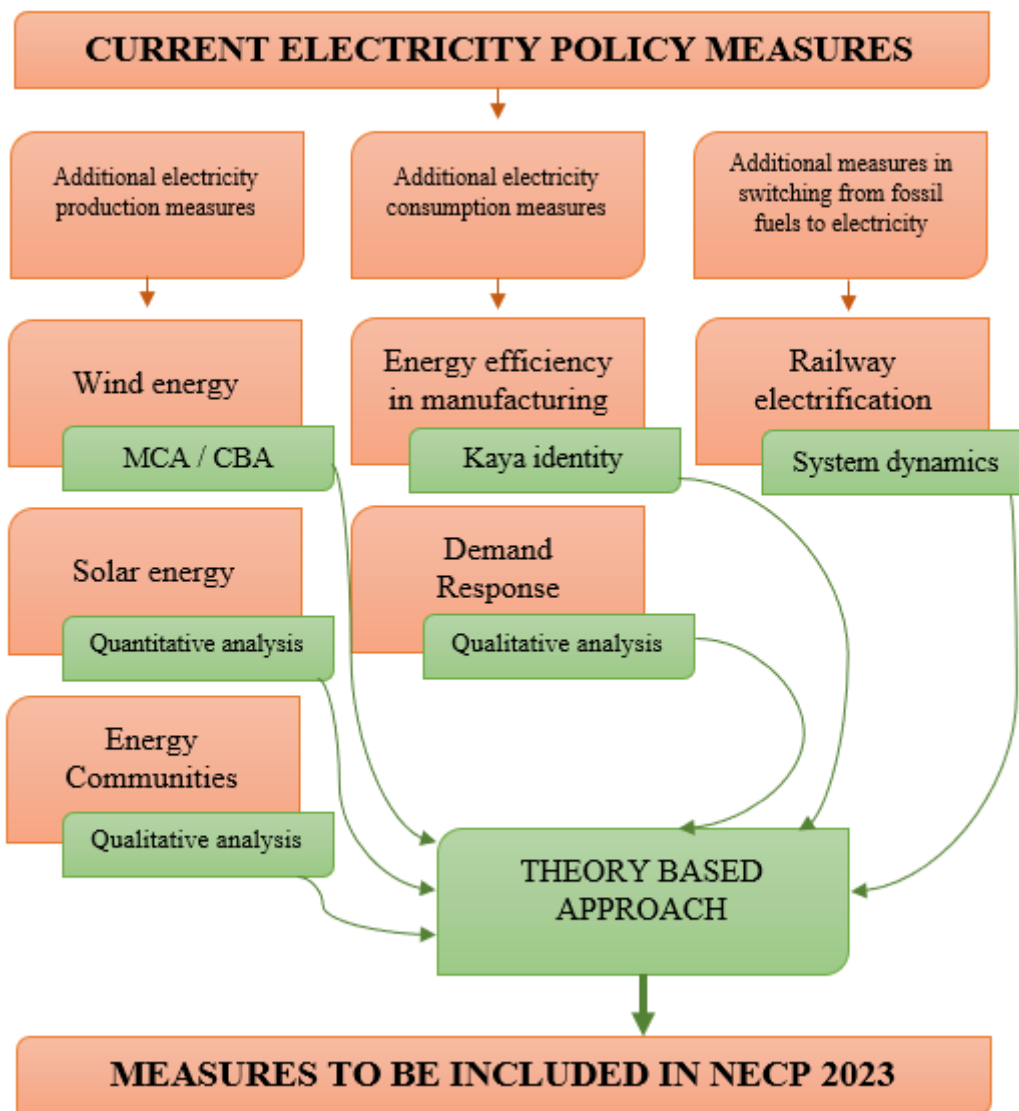 CURRENT ELECTRICITY POLICY MEASURES
Additional electricity
production measures
Additional electricity
consumption measures
Additional measures in
switching from fossil
fuels to electricity
Wind energy
MCA / CBA
Energy efficiency
in manufacturing
Kaya identity
Railway
electrification
System dynamics
Solar energy
Quantitative analysis
Demand
Response
Qualitative analysis
Energy
Communities
Qualitative analysis
THEORY BASED
APPROACH
MEASURES TO BE INCLUDED IN NECP 2023